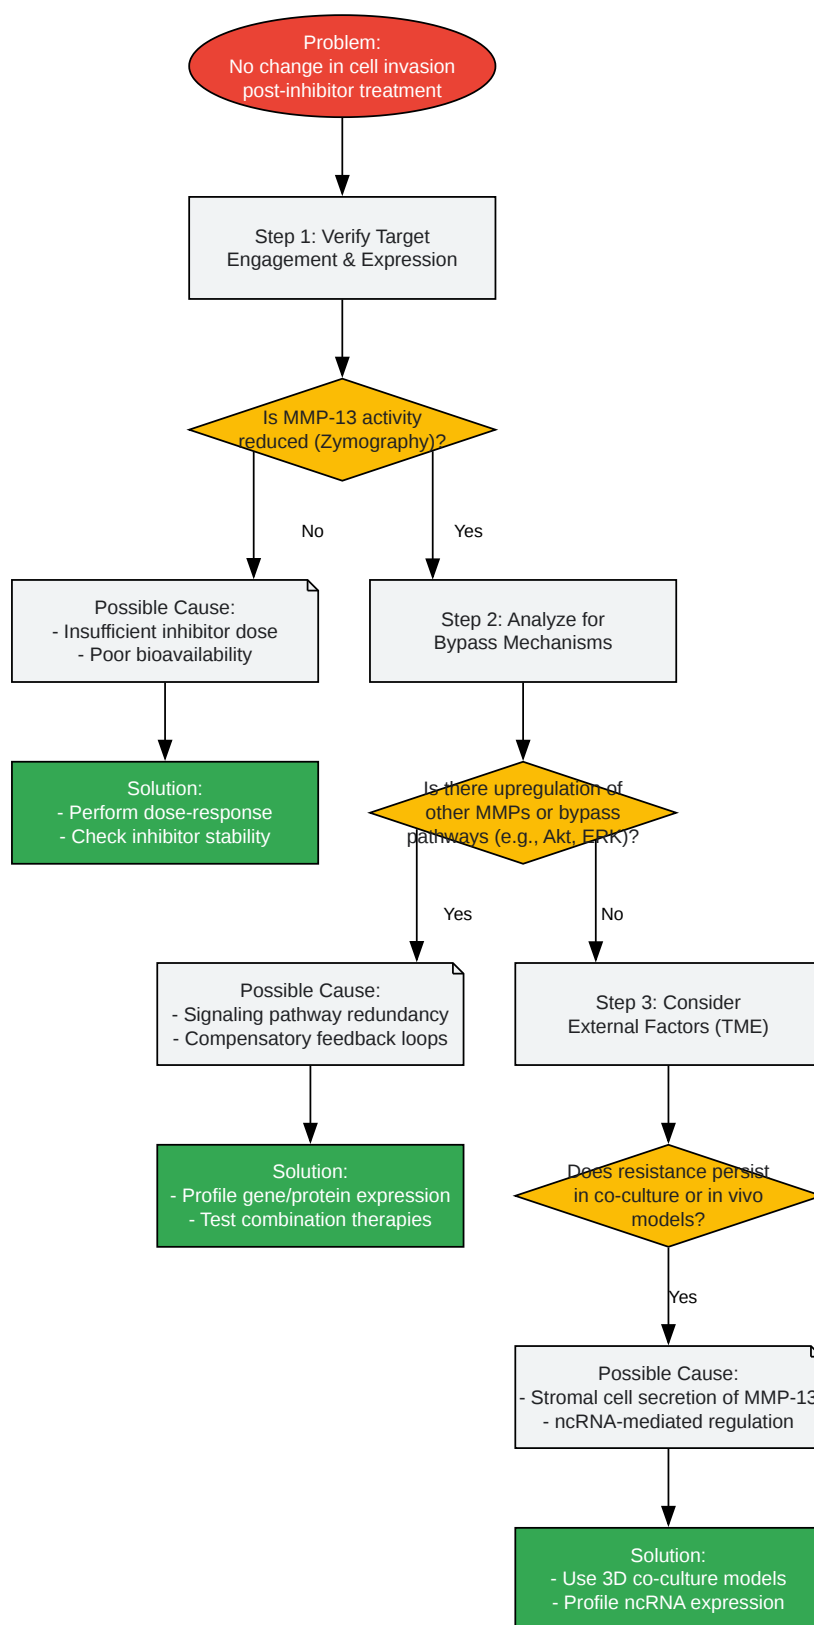 Problem:
No change in cell invasion
post-inhibitor treatment
Step 1: Verify Target
Engagement & Expression
Is MMP-13 activity
reduced (Zymography)?
No
Yes
Possible Cause:
- Insufficient inhibitor dose
- Poor bioavailability
Step 2: Analyze for
Bypass Mechanisms
Solution:
- Perform dose-response
- Check inhibitor stability
Is there upregulation of
other MMPs or bypass
pathways (e.g., Akt, ERK)?
Yes
No
Possible Cause:
- Signaling pathway redundancy
- Compensatory feedback loops
Step 3: Consider
External Factors (TME)
Solution:
- Profile gene/protein expression
- Test combination therapies
Does resistance persist
in co-culture or in vivo
models?
Yes
Possible Cause:
- Stromal cell secretion of MMP-13
- ncRNA-mediated regulation
Solution:
- Use 3D co-culture models
- Profile ncRNA expression